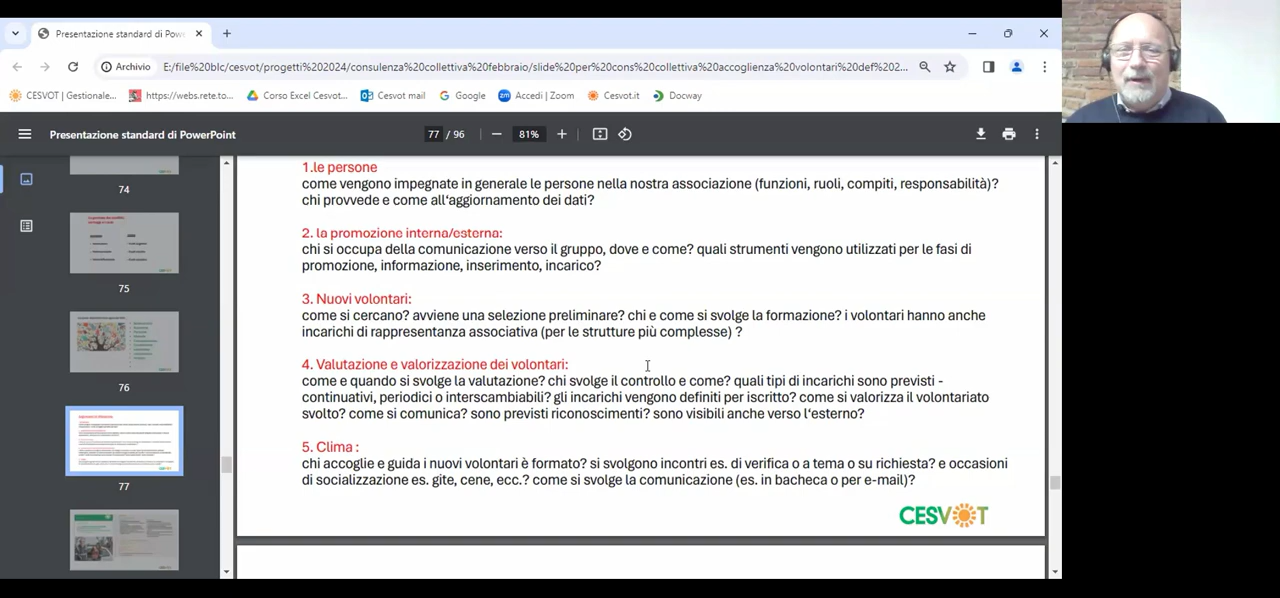 Presentazione standard di Pow
E:/file%20blc/cesvot/progetti%202024/consulenza%20collettiva%20febbraio/slide%20per%20cons%20collettiva%20accoglienza%20volontari%20def%202...
Archivio
CESVOT | Gestionale...
https://webs.rete.to...
Corso Excel Cesvot...
Cesvot mail
Google
Accedi | Zoom
Cesvot.it
Docway
Presentazione standard di PowerPoint
77 / 96
81%
74
75
76
77
1.le persone
come vengono impegnate in generale le persone nella nostra associazione (funzioni, ruoli, compiti, responsabilità)?
chi provvede e come all'aggiornamento dei dati?
2. la promozione interna/esterna:
chi si occupa della comunicazione verso il gruppo, dove e come? quali strumenti vengono utilizzati per le fasi di
promozione, informazione, inserimento, incarico?
3. Nuovi volontari:
come si cercano? avviene una selezione preliminare? chi e come si svolge la formazione? i volontari hanno anche
incarichi di rappresentanza associativa (per le strutture più complesse) ?
4. Valutazione e valorizzazione dei volontari:
come e quando si svolge la valutazione? chi svolge il controllo e come? quali tipi di incarichi sono previsti -
continuativi, periodici o interscambiabili? gli incarichi vengono definiti per iscritto? come si valorizza il volontariato
svolto? come si comunica? sono previsti riconoscimenti? sono visibili anche verso l'esterno?
5. Clima :
chi accoglie e guida i nuovi volontari è formato? si svolgono incontri es. di verifica o a tema o su richiesta? e occasioni
di socializzazione es. gite, cene, ecc.? come si svolge la comunicazione (es. in bacheca o per e-mail)?
CESVOT